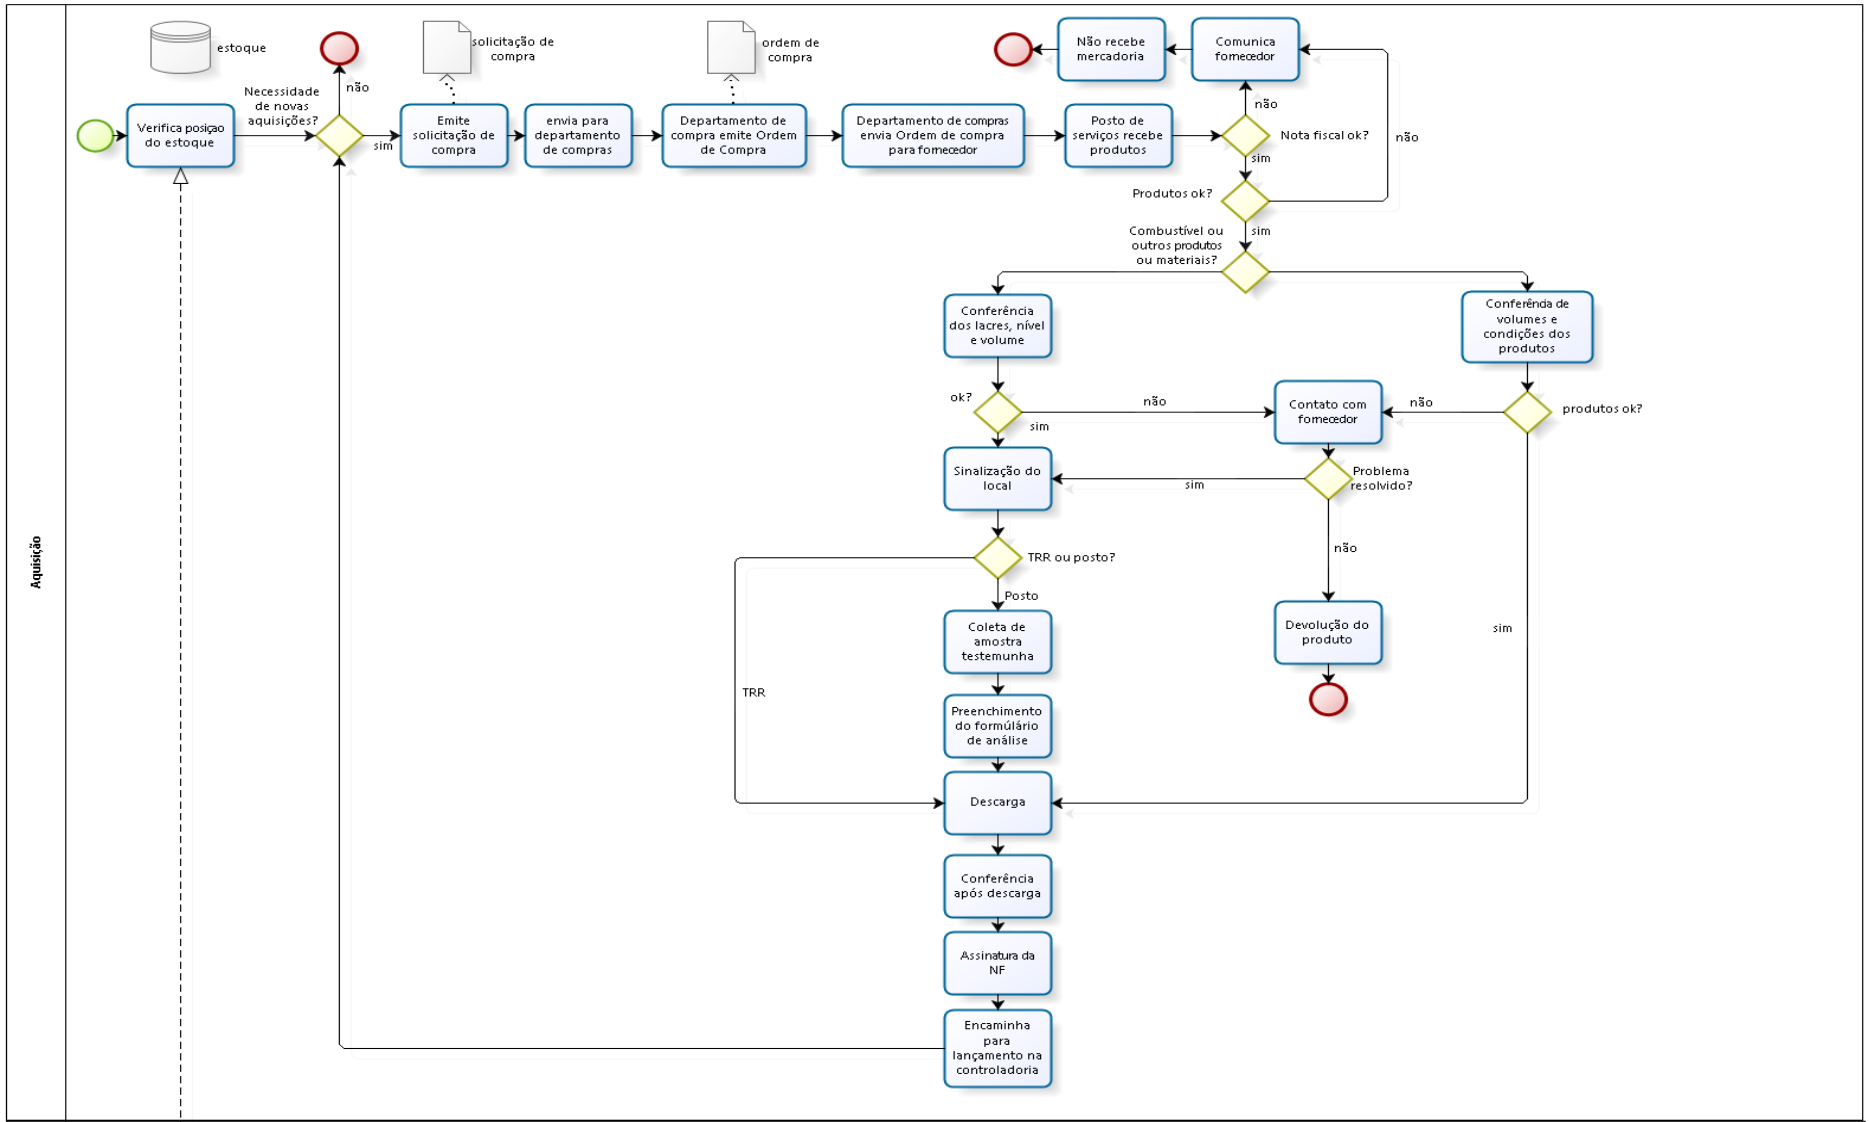 Aquisição
estoque
Necessidade
de novas
aquisições?
não
sim
Verifica posiçao
do estoque
solicitação de
compra
Emite
solicitação de
compra
envia para
departamento
de compras
ordem de
compra
Departamento de
compra emite Ordem
de Compra
Departamento de compras
envia Ordem de compra
para fornecedor
Posto de
serviços recebe
produtos
Não recebe
mercadoria
Comunica
fornecedor
não
Nota fiscal ok?
não
sim
Produtos ok?
sim
Combustível ou
outros produtos
ou materiais?
Conferência
dos lacres, nível
e volume
Conferência de
volumes e
condições dos
produtos
ok?
não
sim
Contato com
fornecedor
não
produtos ok?
Sinalização do
local
sim
Problema
resolvido?
não
TRR ou posto?
Posto
Coleta de
amostra
testemunha
Devolução do
produto
sim
TRR
Preenchimento
do formúlário
de análise
Descarga
Conferência
após descarga
Assinatura da
NF
Encaminha
para
lançamento na
controladoria